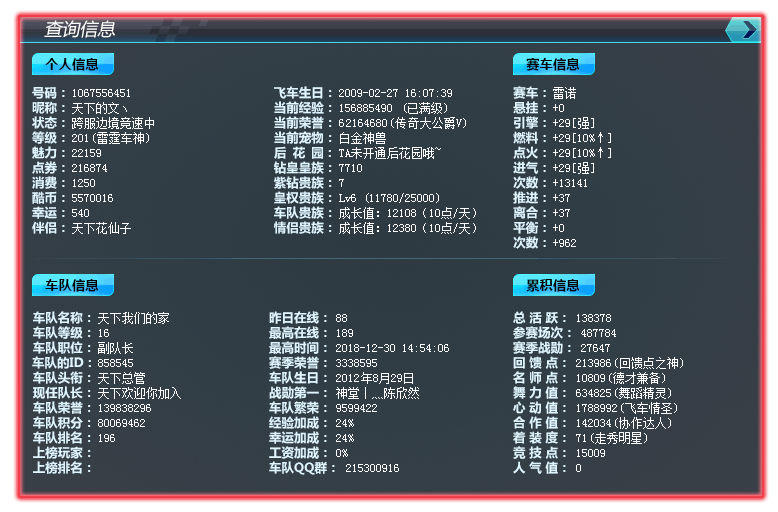 查询信息
个人信息
号码： 1067556451
昵称： 天下的文ヽ
状态： 跨服边境竞速中
等级： 201(雷霆车神)
魅力： 22159
点券： 216874
消费： 1250
酷币： 5570016
幸运： 540
伴侣： 天下花仙子
飞车生日： 2009-02-27 16:07:39
当前经验： 156885490 (已满级)
当前荣誉： 62164680(传奇大公爵V)
当前宠物： 白金神兽
后 花 园： TA未开通后花园哦~
钻皇皇族： 7710
紫钻贵族： 7
皇权贵族： Lv6 (11780/25000)
车队贵族： 成长值: 12108 (10点/天)
情侣贵族： 成长值: 12380 (10点/天)
赛车信息
赛车： 雷诺
悬挂： +0
引擎： +29[强]
燃料： +29[10%↑]
点火： +29[10%↑]
进气： +29[强]
次数： +13141
推进： +37
离合： +37
平衡： +0
次数： +962
车队信息
车队名称： 天下我们的家
车队等级： 16
车队职位： 副队长
车队的ID： 858545
车队头衔： 天下总管
现任队长： 天下欢迎你加入
车队荣誉： 139838296
车队积分： 80069462
车队排名： 196
上榜玩家：
上榜排名：
昨日在线： 88
最高在线： 189
最高时间： 2018-12-30 14:54:06
赛季荣誉： 3338595
车队生日： 2012年8月29日
战勋第一： 神堂丨灬陈欣然
车队繁荣： 9599422
经验加成： 24%
幸运加成： 24%
工资加成： 0%
车队QQ群： 215300916
累积信息
总 活 跃： 138378
参赛场次： 487784
赛季战勋： 27647
回 馈 点： 213986(回馈点之神)
名 师 点： 10809(德才兼备)
舞 力 值： 634825(舞蹈精灵)
心 动 值： 1788992(飞车情圣)
合 作 值： 142034(协作达人)
着 装 度： 71(走秀明星)
竞 技 点： 15009
人 气 值： 0